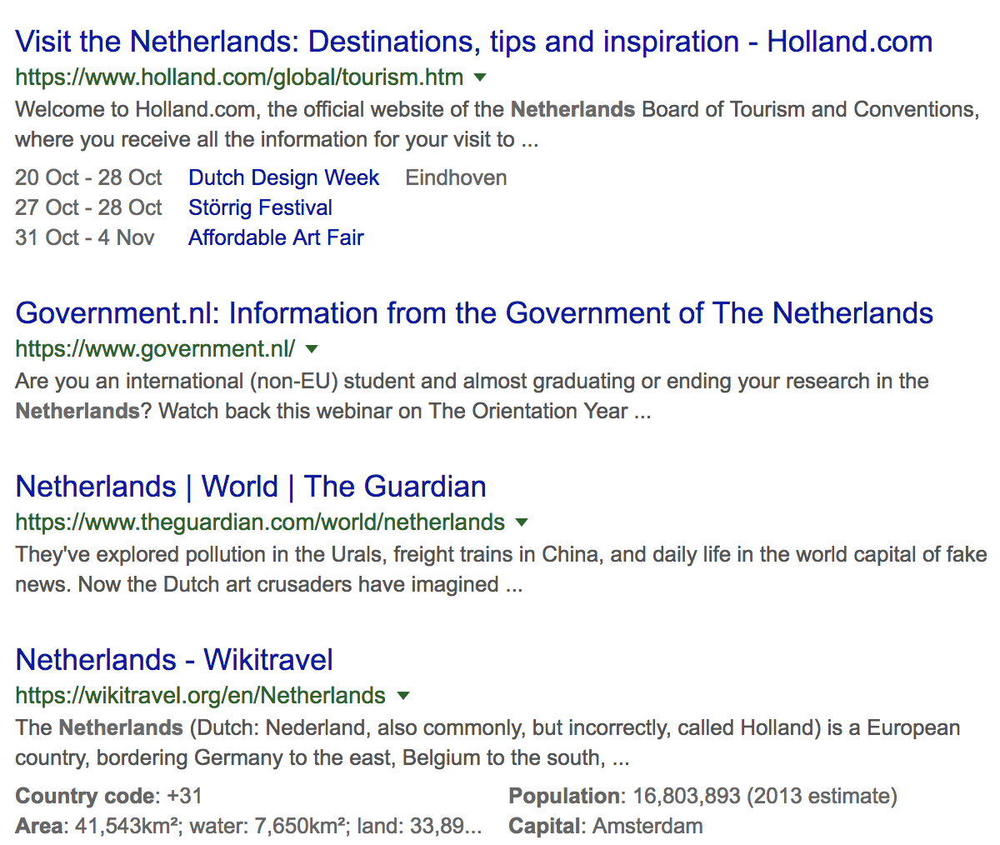 Visit the Netherlands: Destinations, tips and inspiration - Holland.com
https://www.holland.com/global/tourism.htm
Welcome to Holland.com, the official website of the Netherlands Board of Tourism and Conventions,
where you receive all the information for your visit to ...
20 Oct - 28 Oct Dutch Design Week Eindhoven
27 Oct - 28 Oct Störrig Festival
31 Oct - 4 Nov Affordable Art Fair
Government.nl: Information from the Government of The Netherlands
https://www.government.nl/
Are you an international (non-EU) student and almost graduating or ending your research in the
Netherlands? Watch back this webinar on The Orientation Year ...
Netherlands | World | The Guardian
https://www.theguardian.com/world/netherlands
They've explored pollution in the Urals, freight trains in China, and daily life in the world capital of fake
news. Now the Dutch art crusaders have imagined ...
Netherlands - Wikitravel
https://wikitravel.org/en/Netherlands
The Netherlands (Dutch: Nederland, also commonly, but incorrectly, called Holland) is a European
country, bordering Germany to the east, Belgium to the south, ...
Country code: +31 Population: 16,803,893 (2013 estimate)
Area: 41,543km²; water: 7,650km²; land: 33,89... Capital: Amsterdam